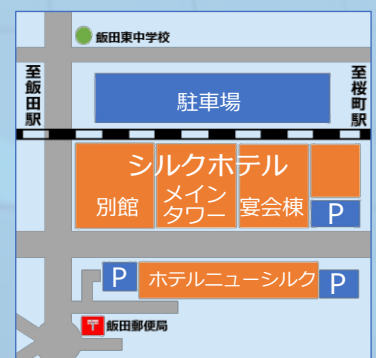 飯田東中学校
至飯田駅
至桜町駅
駐車場
シルクホテル
別館
メイン
タワー
宴会棟
P
P
ホテルニューシルク
P
〒 飯田郵便局